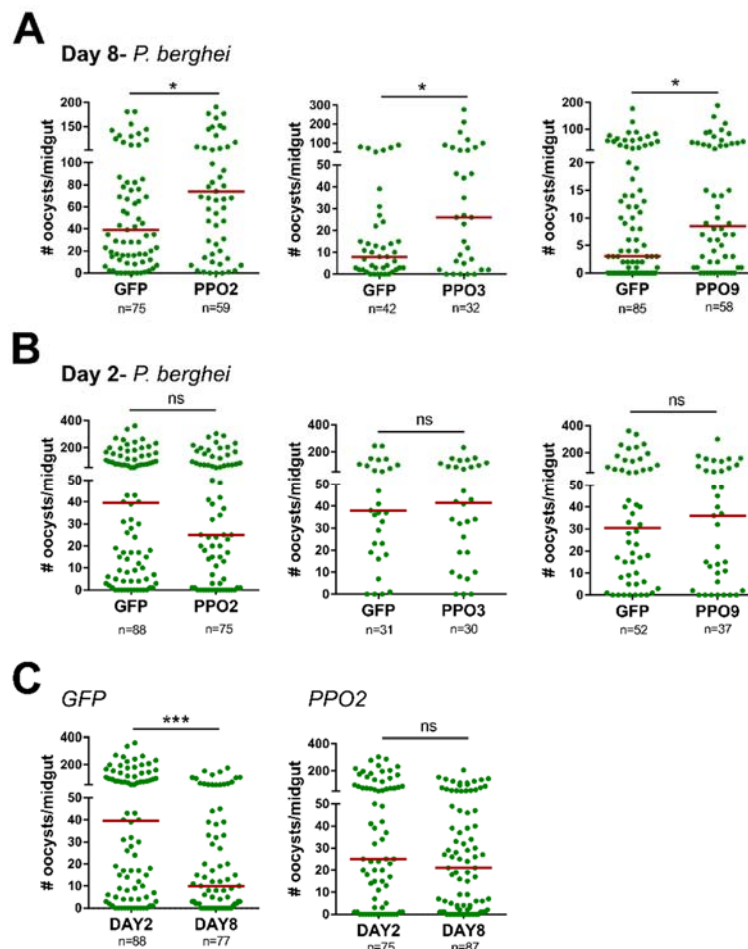 A
Day 8- P. berghei
*
*
*
# oocysts/midgut
200
150
100
80
60
40
20
0
GFP
PPO2
n=75
n=59
# oocysts/midgut
300
200
100
50
40
30
20
10
0
GFP
PPO3
n=42
n=32
# oocysts/midgut
200
100
20
15
10
5
0
GFP
PPO9
n=85
n=58
B
Day 2- P. berghei
ns
ns
ns
# oocysts/midgut
400
200
50
40
30
20
10
0
GFP
PPO2
n=88
n=75
# oocysts/midgut
400
200
50
40
30
20
10
0
GFP
PPO3
n=31
n=30
# oocysts/midgut
400
200
50
40
30
20
10
0
GFP
PPO9
n=52
n=37
C
GFP
PPO2
***
ns
# oocysts/midgut
400
200
50
40
30
20
10
0
DAY2
DAY8
n=88
n=77
# oocysts/midgut
400
200
50
40
30
20
10
0
DAY2
DAY8
n=75
n=87